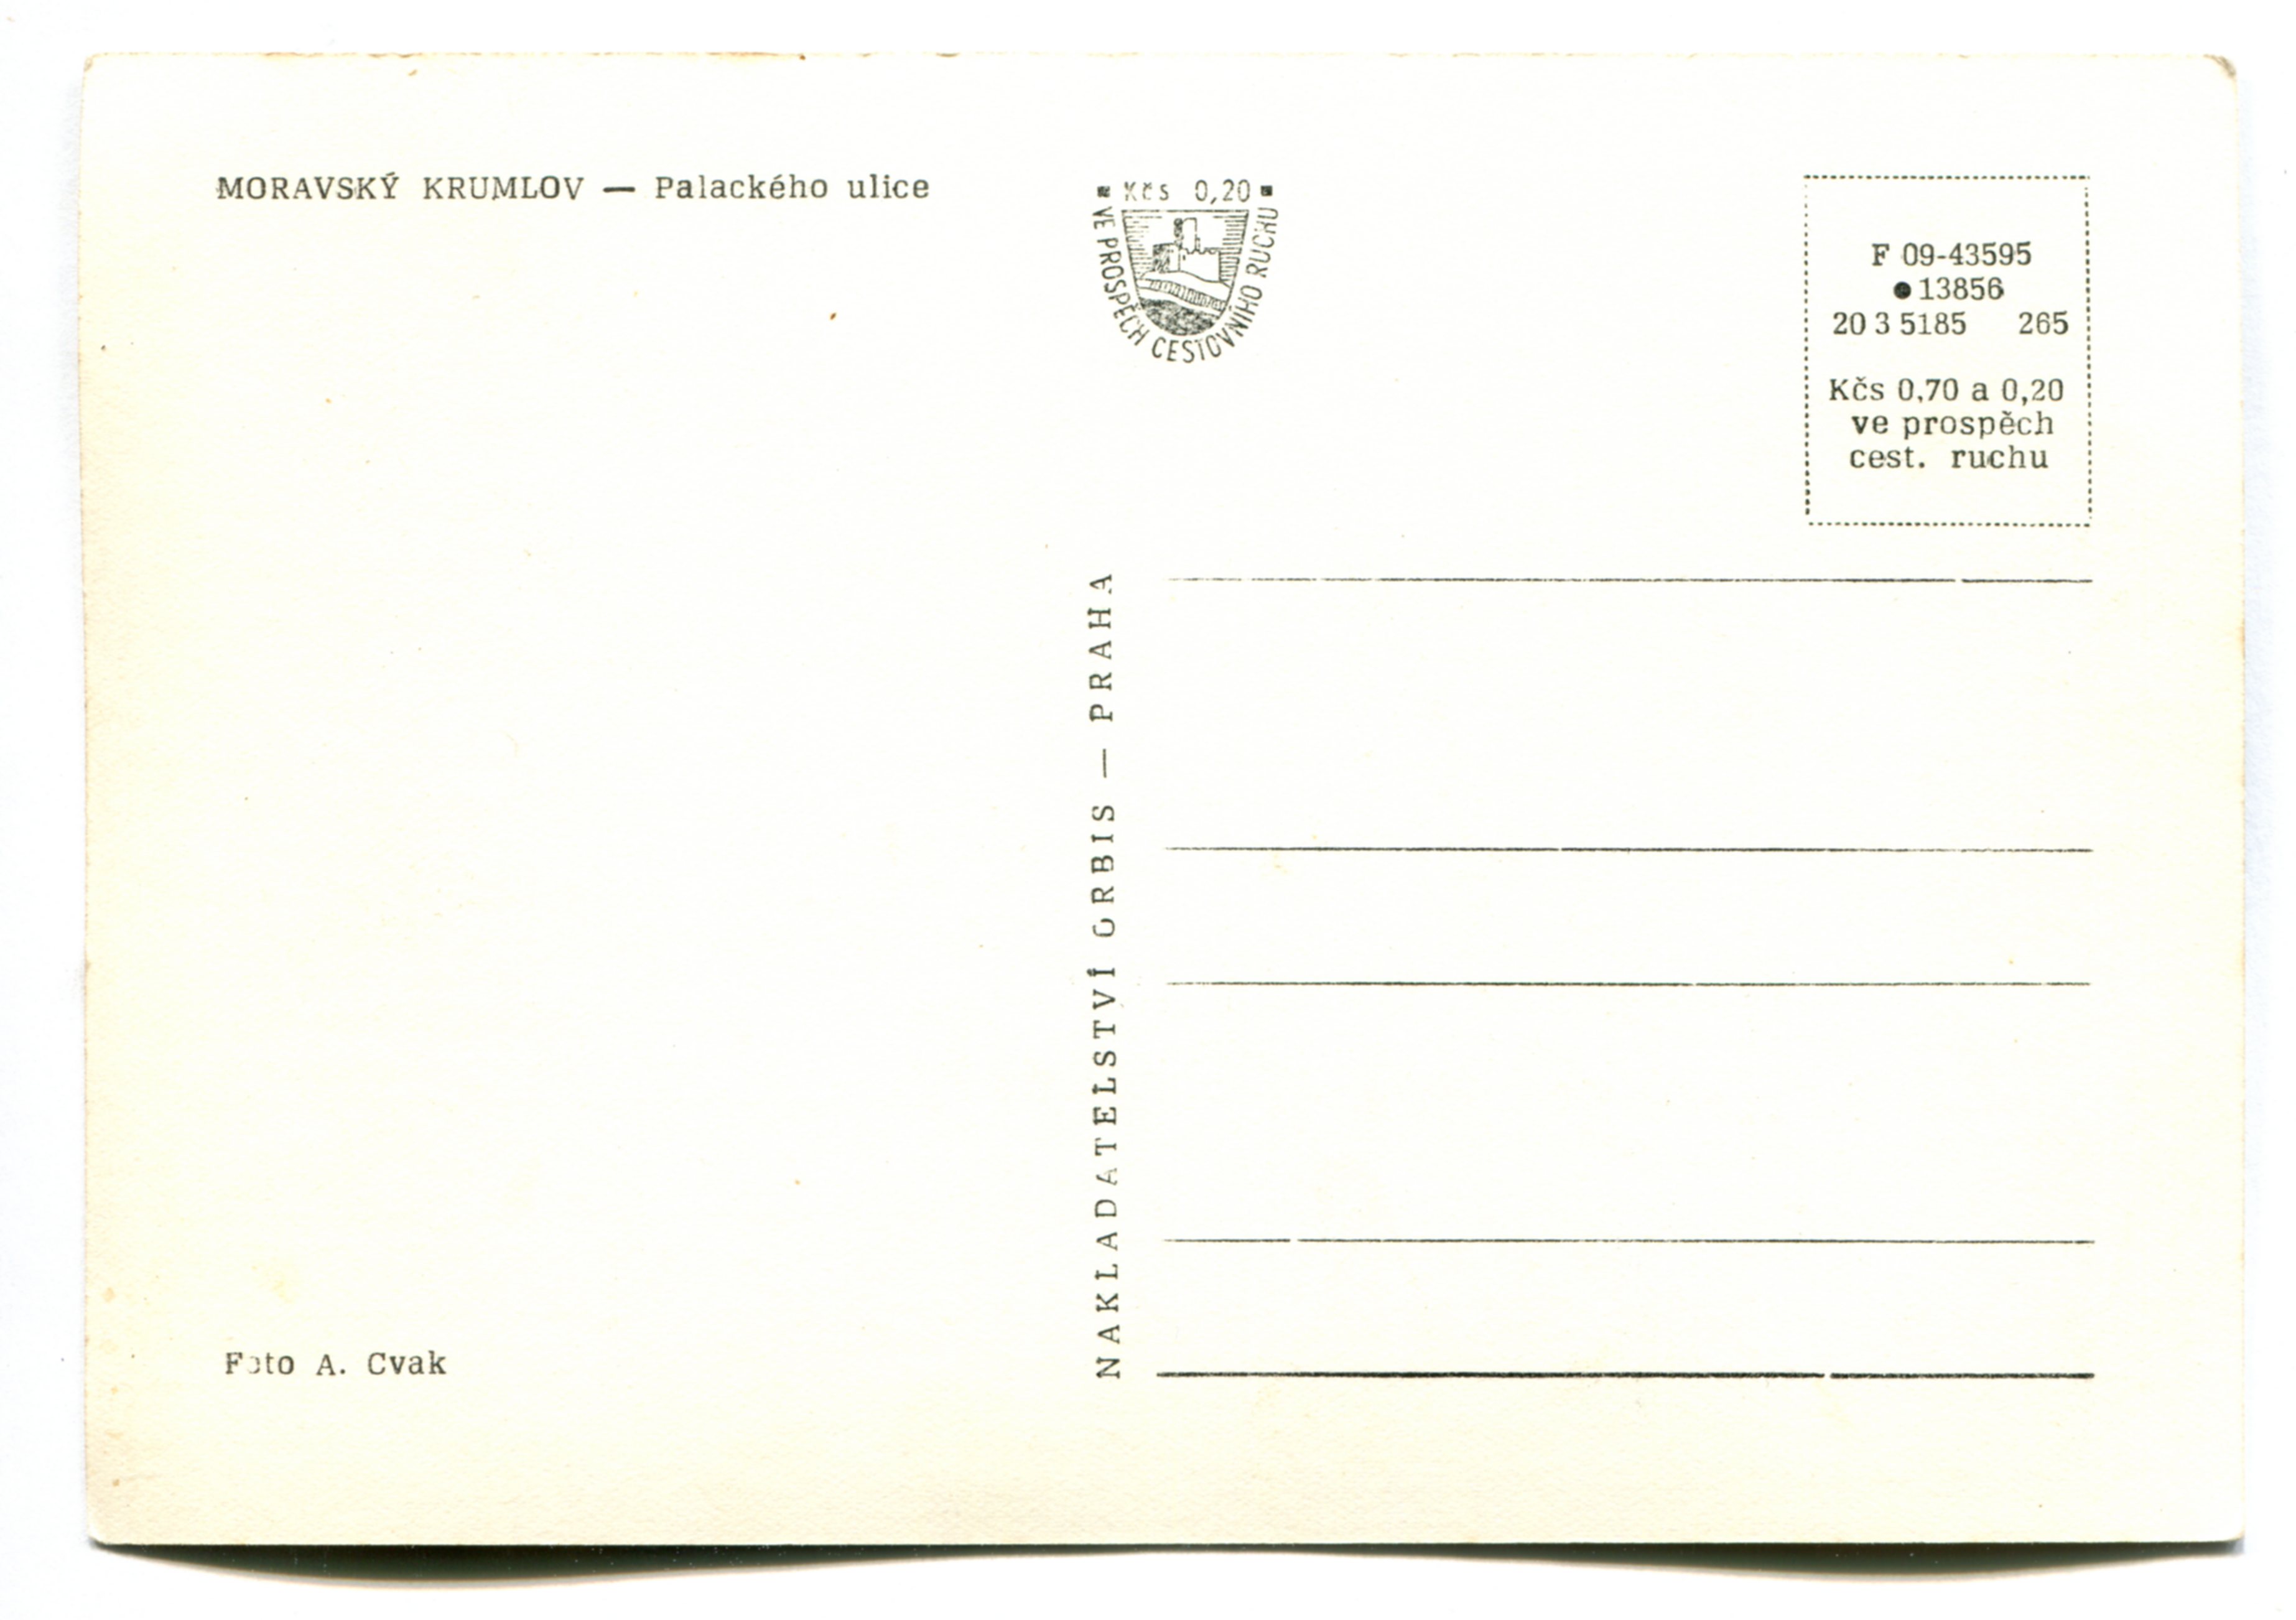 MORAVSKÝ KRUMLOV — Palackého ulice
Kčs 0,20
VE PROSPĚCH CESTOVNÍHO RUCHU
F 09-43595
●13856
20 3 5185 265
Kčs 0,70 a 0,20
ve prospěch
cest. ruchu
NAKLADATELSTVÍ ORBIS — PRAHA
Foto A. Cvak